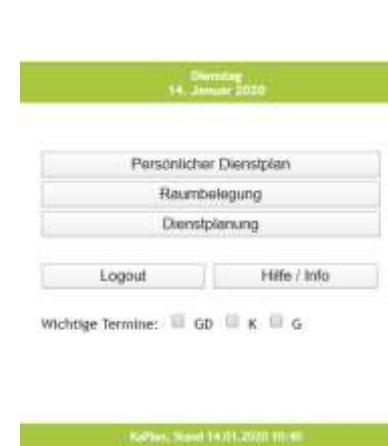 Dienstag
14. Januar 2020
Persönlicher Dienstplan
Raumbelegung
Dienstplanung
Logout Hilfe / Info
Wichtige Termine: GD K G
KaPlan, Stand 14.01.2020 10:40